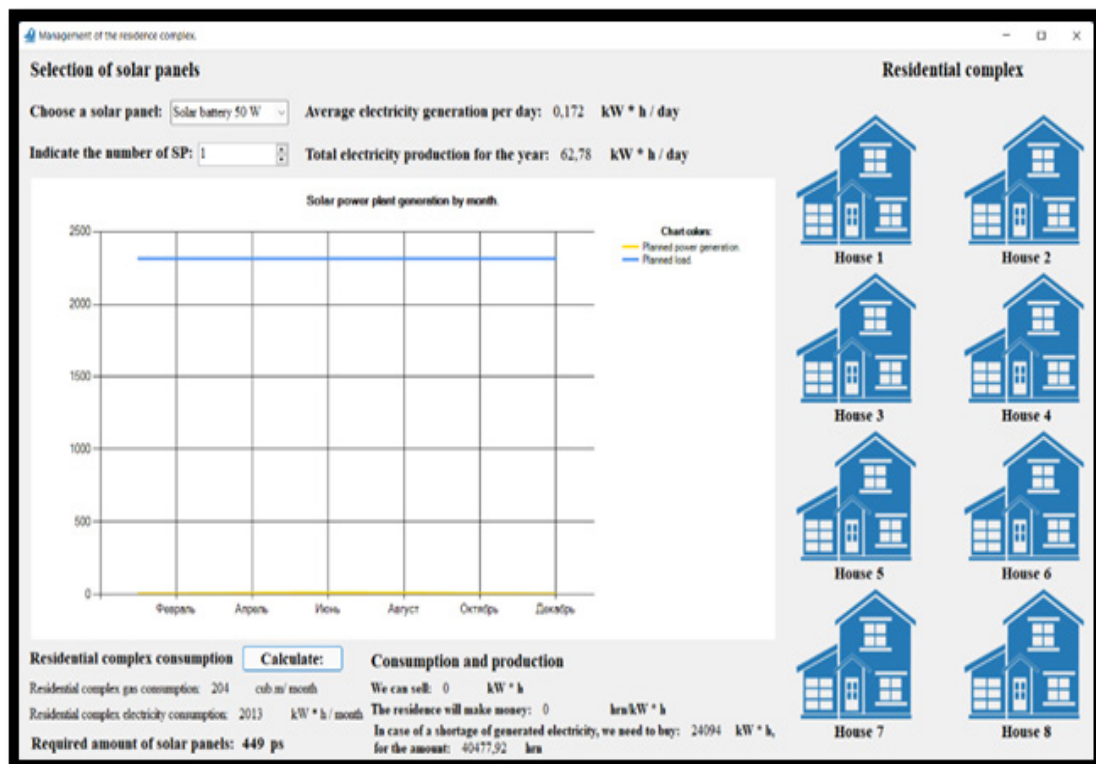 Management of the residence complex.
Selection of solar panels
Residential complex
Choose a solar panel: Solar battery 50 W
Average electricity generation per day: 0,172 kW * h / day
Indicate the number of SP: 1
Total electricity production for the year: 62,78 kW * h / day
Solar power plant generation by month.
Chart colors:
Planned power generation.
Planned load.
2500
2000
1500
1000
500
0
Февраль Апрель Июнь Август Октябрь Декабрь
House 1
House 2
House 3
House 4
House 5
House 6
House 7
House 8
Residential complex consumption
Calculate:
Residential complex gas consumption: 204 cub.m/ month
Residential complex electricity consumption: 2013 kW * h / month
Required amount of solar panels: 449 ps
Consumption and production
We can sell: 0 kW * h
The residence will make money: 0 hrn/kW * h
In case of a shortage of generated electricity, we need to buy: 24094 kW * h,
for the amount: 40477,92 hrn